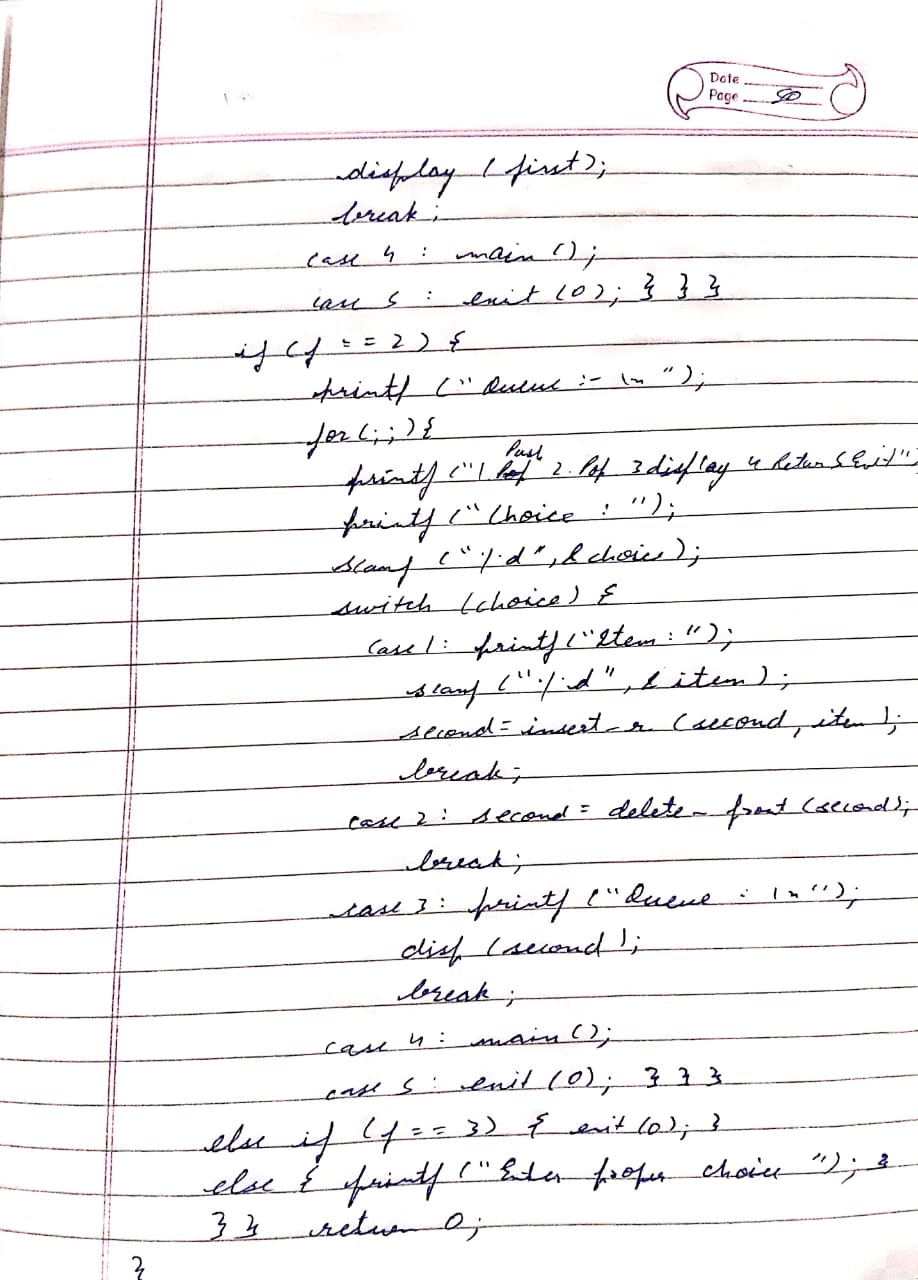 Date
Page 50
display (first);
break;
case 4 : main ();
case 5 : exit (0); } } }
if (f == 2) {
printf (" Queue :- \n ");
for (;;) {
Push
printf ("1. Pop 2. Pop 3 display 4 Retun 5 Exit")
printf (" Choice : ");
scanf ("%d", &choice);
switch (choice) {
Case 1: printf ("Item : ");
scanf ("%d", & item);
second = insert_r (second, item);
break;
case 2 : second = delete_front (second);
break;
case 3 : printf (" Queue : \n ");
disp (second);
break ;
case 4 : main ();
case 5 : exit (0); } } }
else if (f == 3) { exit (0); }
else { printf (" Enter proper choice "); }
} } return 0;
}